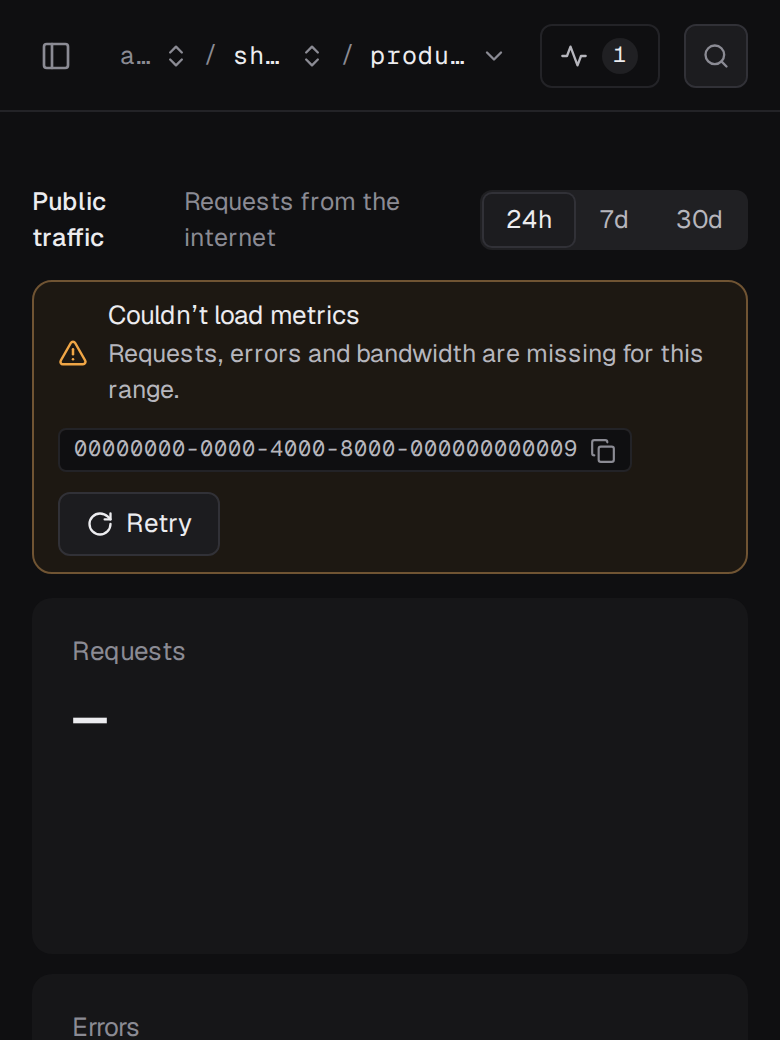 a… / sh… / produ… 1
Public traffic
Requests from the internet
24h 7d 30d
Couldn’t load metrics
Requests, errors and bandwidth are missing for this
range.
00000000-0000-4000-8000-000000000009
Retry
Requests
—
Errors